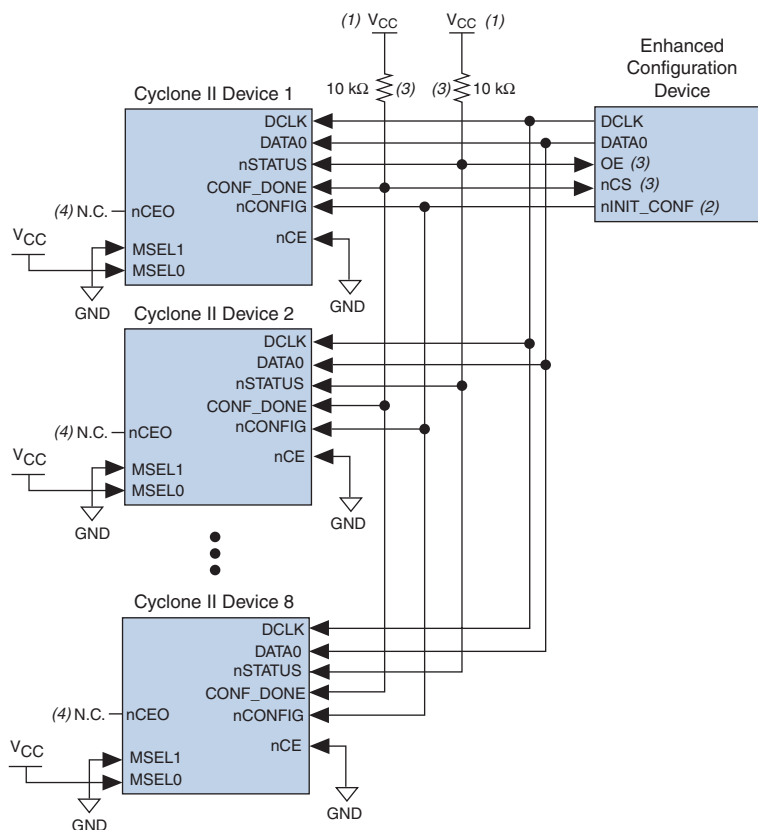 (1) VCC
VCC (1)
10 kΩ (3)
(3) 10 kΩ
Enhanced
Configuration
Device
DCLK
DATA0
OE (3)
nCS (3)
nINIT_CONF (2)
Cyclone II Device 1
DCLK
DATA0
nSTATUS
CONF_DONE
nCONFIG
nCE
(4) N.C.
nCEO
MSEL1
MSEL0
VCC
GND
GND
Cyclone II Device 2
DCLK
DATA0
nSTATUS
CONF_DONE
nCONFIG
nCE
(4) N.C.
nCEO
MSEL1
MSEL0
VCC
GND
GND
Cyclone II Device 8
DCLK
DATA0
nSTATUS
CONF_DONE
nCONFIG
nCE
(4) N.C.
nCEO
MSEL1
MSEL0
VCC
GND
GND